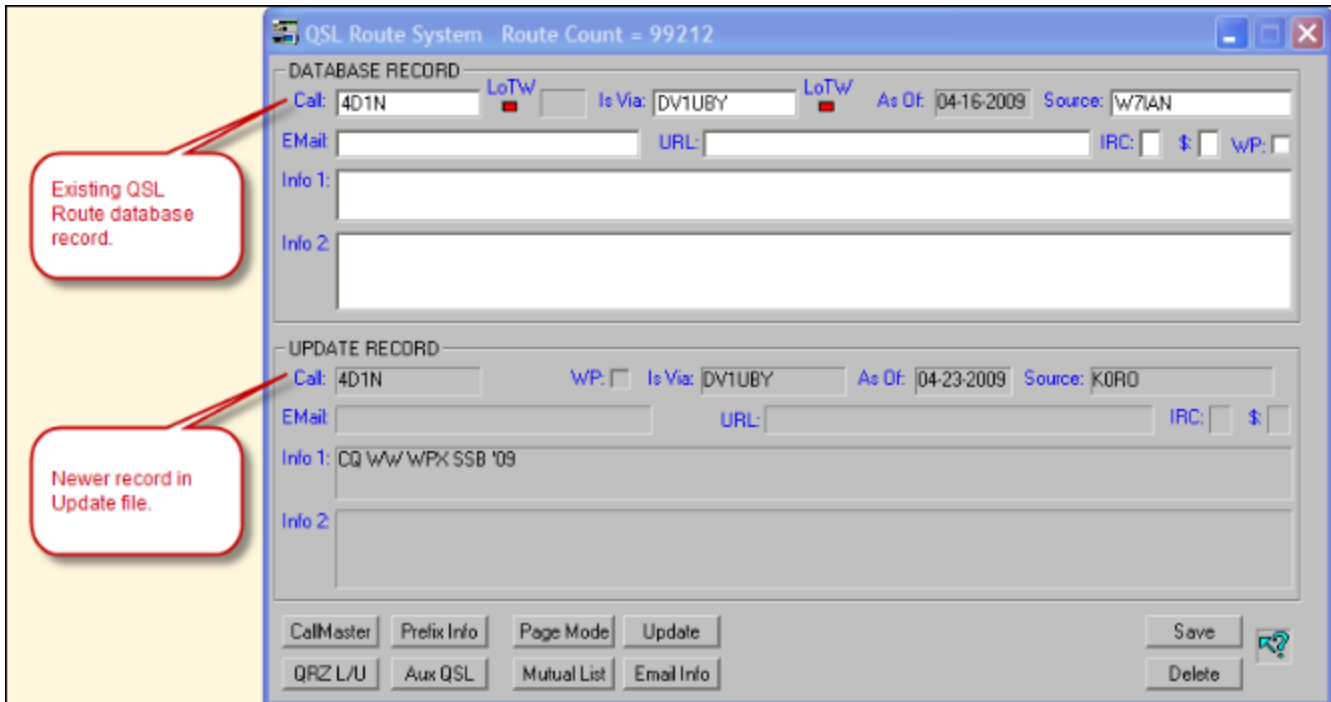 QSL Route System Route Count = 99212
DATABASE RECORD
Call: 4D1N LoTW Is Via: DV1UBY LoTW As Of: 04-16-2009 Source: W7IAN
EMail: URL: IRC: $: WP:
Existing QSL
Route database
record.
Info 1:
Info 2:
UPDATE RECORD
Call: 4D1N WP: Is Via: DV1UBY As Of: 04-23-2009 Source: K0RO
EMail: URL: IRC: $:
Newer record in
Update file.
Info 1: CQ WW WPX SSB '09
Info 2:
CallMaster Prefix Info Page Mode Update Save
QRZ L/U Aux QSL Mutual List Email Info Delete